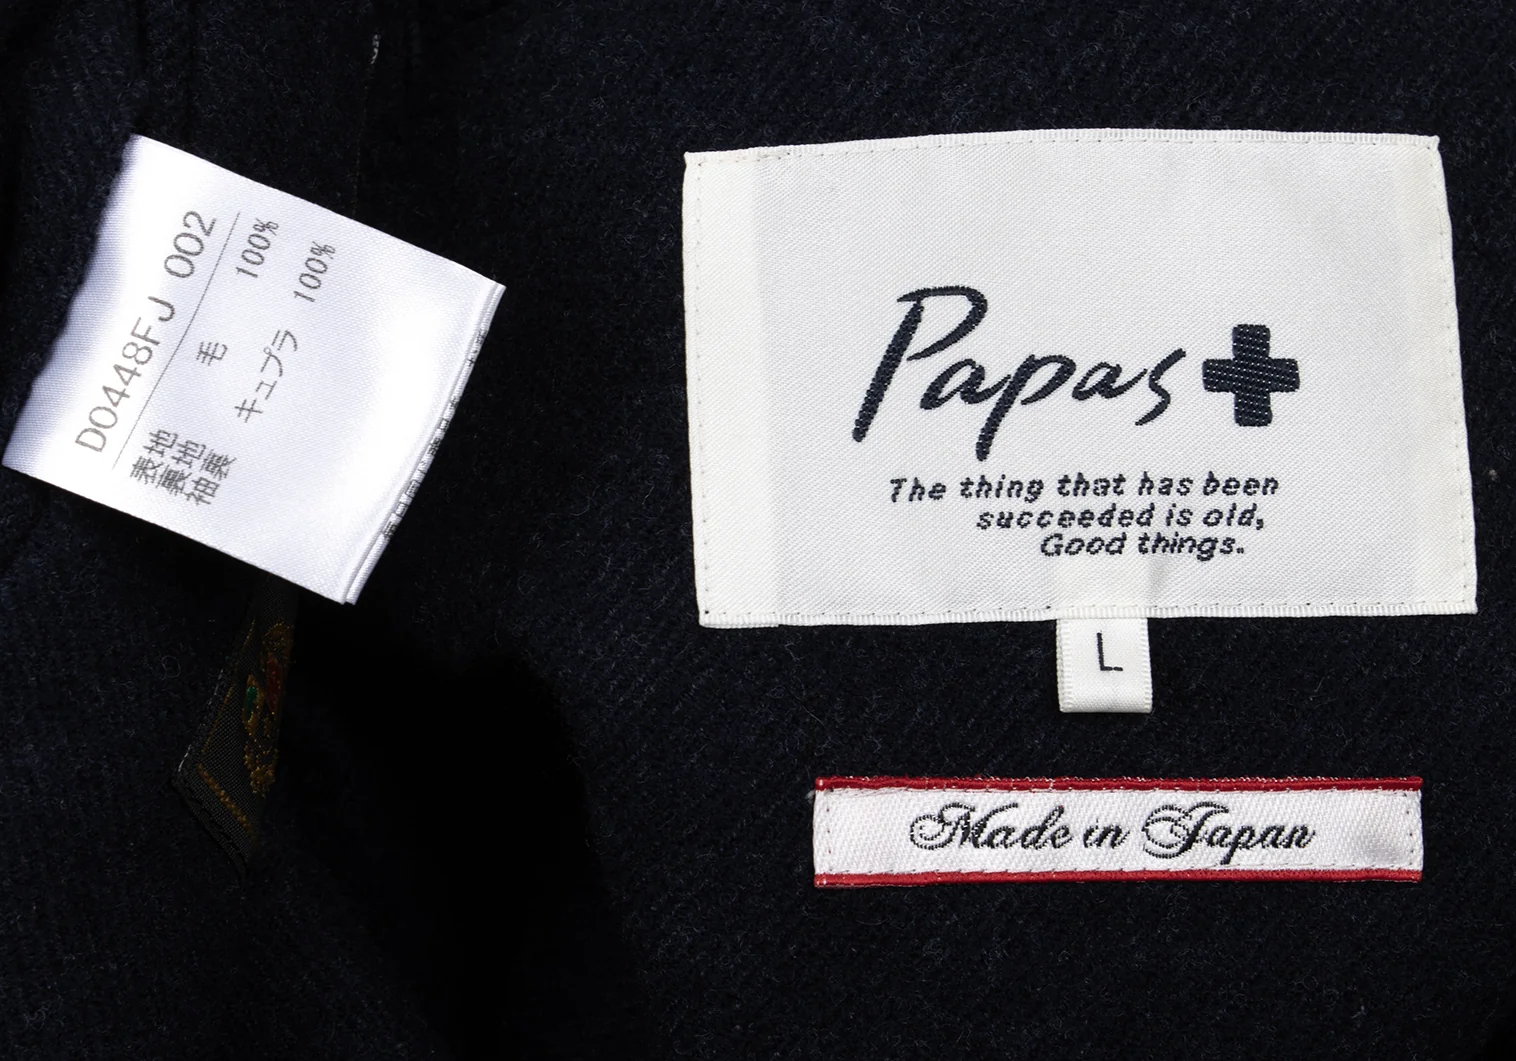 D0448FJ 002
表地 毛 100%
裏地
袖裏 キュプラ 100%
Papas+
The thing that has been
succeeded is old,
Good things.
L
Made in Japan